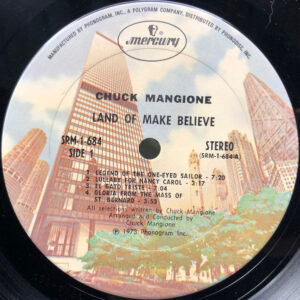 MANUFACTURED BY PHONOGRAM, INC., A POLYGRAM COMPANY, DISTRIBUTED BY PHONODISC, INC.
mercury
CHUCK MANGIONE
LAND OF MAKE BELIEVE
SRM-1-684
SIDE 1
STEREO
(SRM-1-684-A)
1. LEGEND OF THE ONE-EYED SAILOR - 7:20
2. LULLABY FOR NANCY CAROL - 3:17
3. EL GATO TRISTE
4. GLORIA FROM THE MASS OF
ST. BERNARD - 3:53
All selections written by Chuck Mangione
Arranged and Conducted by
Chuck Mangione
℗ 1973 Phonogram Inc.